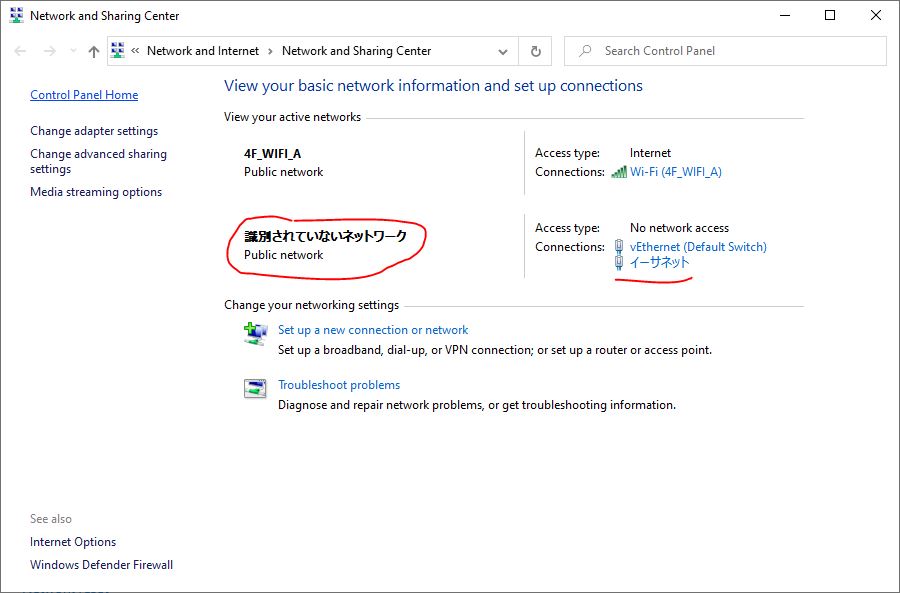 Network and Sharing Center
« Network and Internet › Network and Sharing Center
Search Control Panel
Control Panel Home
Change adapter settings
Change advanced sharing
settings
Media streaming options
View your basic network information and set up connections
View your active networks
4F_WIFI_A
Public network
Access type: Internet
Connections: Wi-Fi (4F_WIFI_A)
識別されていないネットワーク
Public network
Access type: No network access
Connections: vEthernet (Default Switch)
イーサネット
Change your networking settings
Set up a new connection or network
Set up a broadband, dial-up, or VPN connection; or set up a router or access point.
Troubleshoot problems
Diagnose and repair network problems, or get troubleshooting information.
See also
Internet Options
Windows Defender Firewall